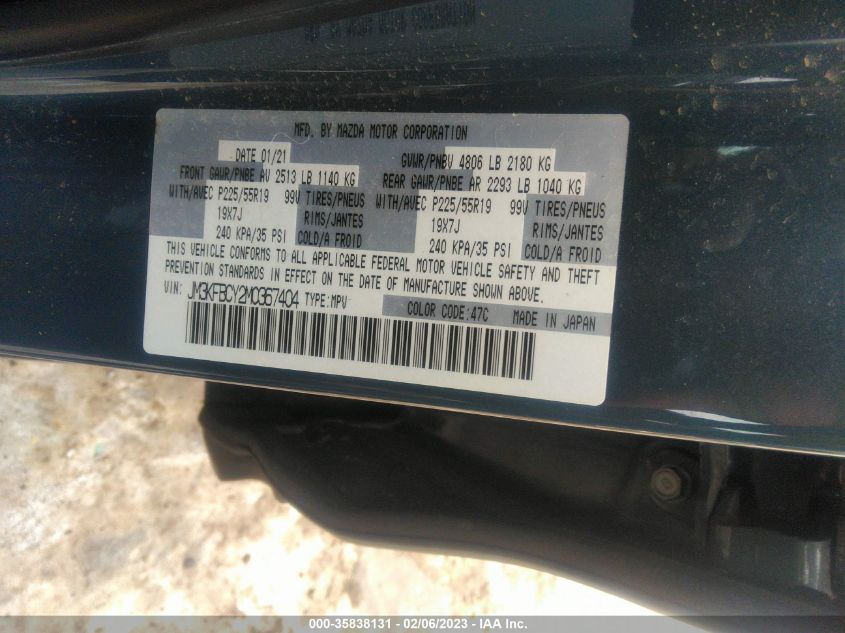 MFD. BY MAZDA MOTOR CORPORATION
DATE 01/21 GVWR/PNBV 4806 LB 2180 KG
FRONT GAWR/PNBE AV 2513 LB 1140 KG REAR GAWR/PNBE AR 2293 LB 1040 KG
WITH/AVEC P225/55R19 99V TIRES/PNEUS WITH/AVEC P225/55R19 99V TIRES/PNEUS
19X7J RIMS/JANTES 19X7J RIMS/JANTES
240 KPA/35 PSI COLD/A FROID 240 KPA/35 PSI COLD/A FROID
THIS VEHICLE CONFORMS TO ALL APPLICABLE FEDERAL MOTOR VEHICLE SAFETY AND THEFT
PREVENTION STANDARDS IN EFFECT ON THE DATE OF MANUFACTURE SHOWN ABOVE.
VIN: JM3KFBCY2M0357404 TYPE:MPV COLOR CODE:47C MADE IN JAPAN
000-35838131 - 02/06/2023 - IAA Inc.